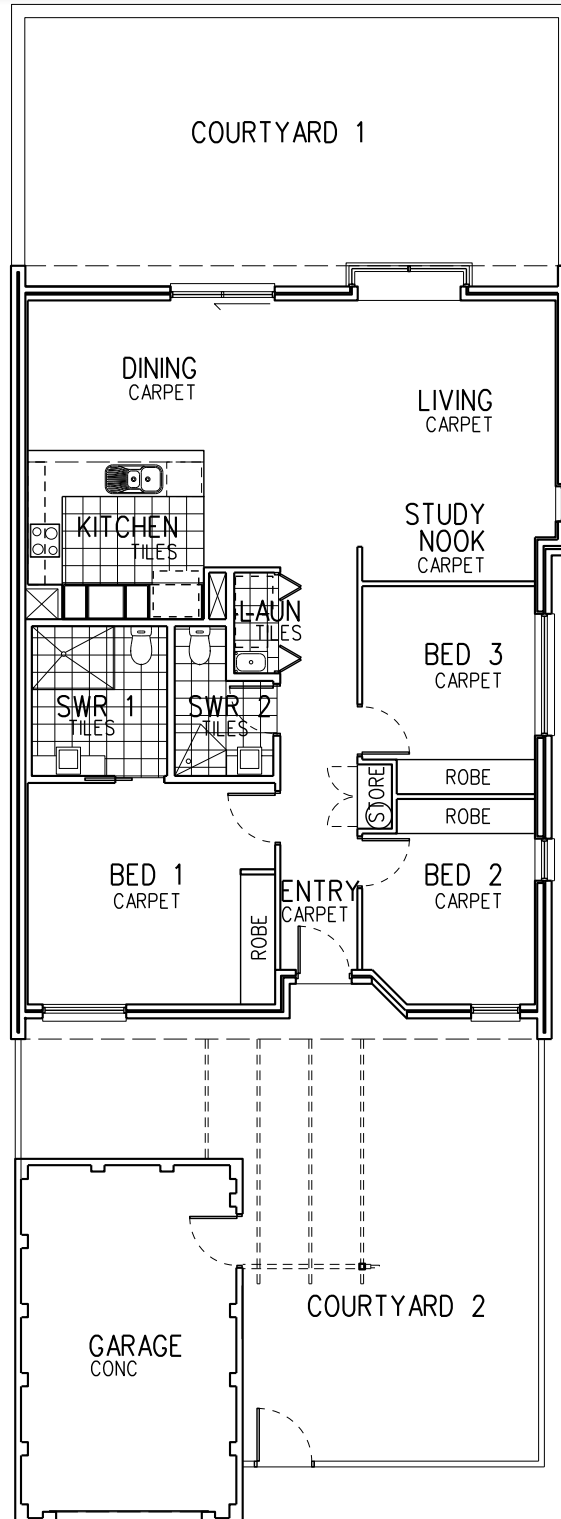 COURTYARD 1
DINING
CARPET
LIVING
CARPET
STUDY
NOOK
CARPET
KITCHEN
TILES
LAUN
TILES
BED 3
CARPET
SWR 1
TILES
SWR 2
TILES
ROBE
STORE
ROBE
BED 1
CARPET
ROBE
ENTRY
CARPET
BED 2
CARPET
COURTYARD 2
GARAGE
CONC